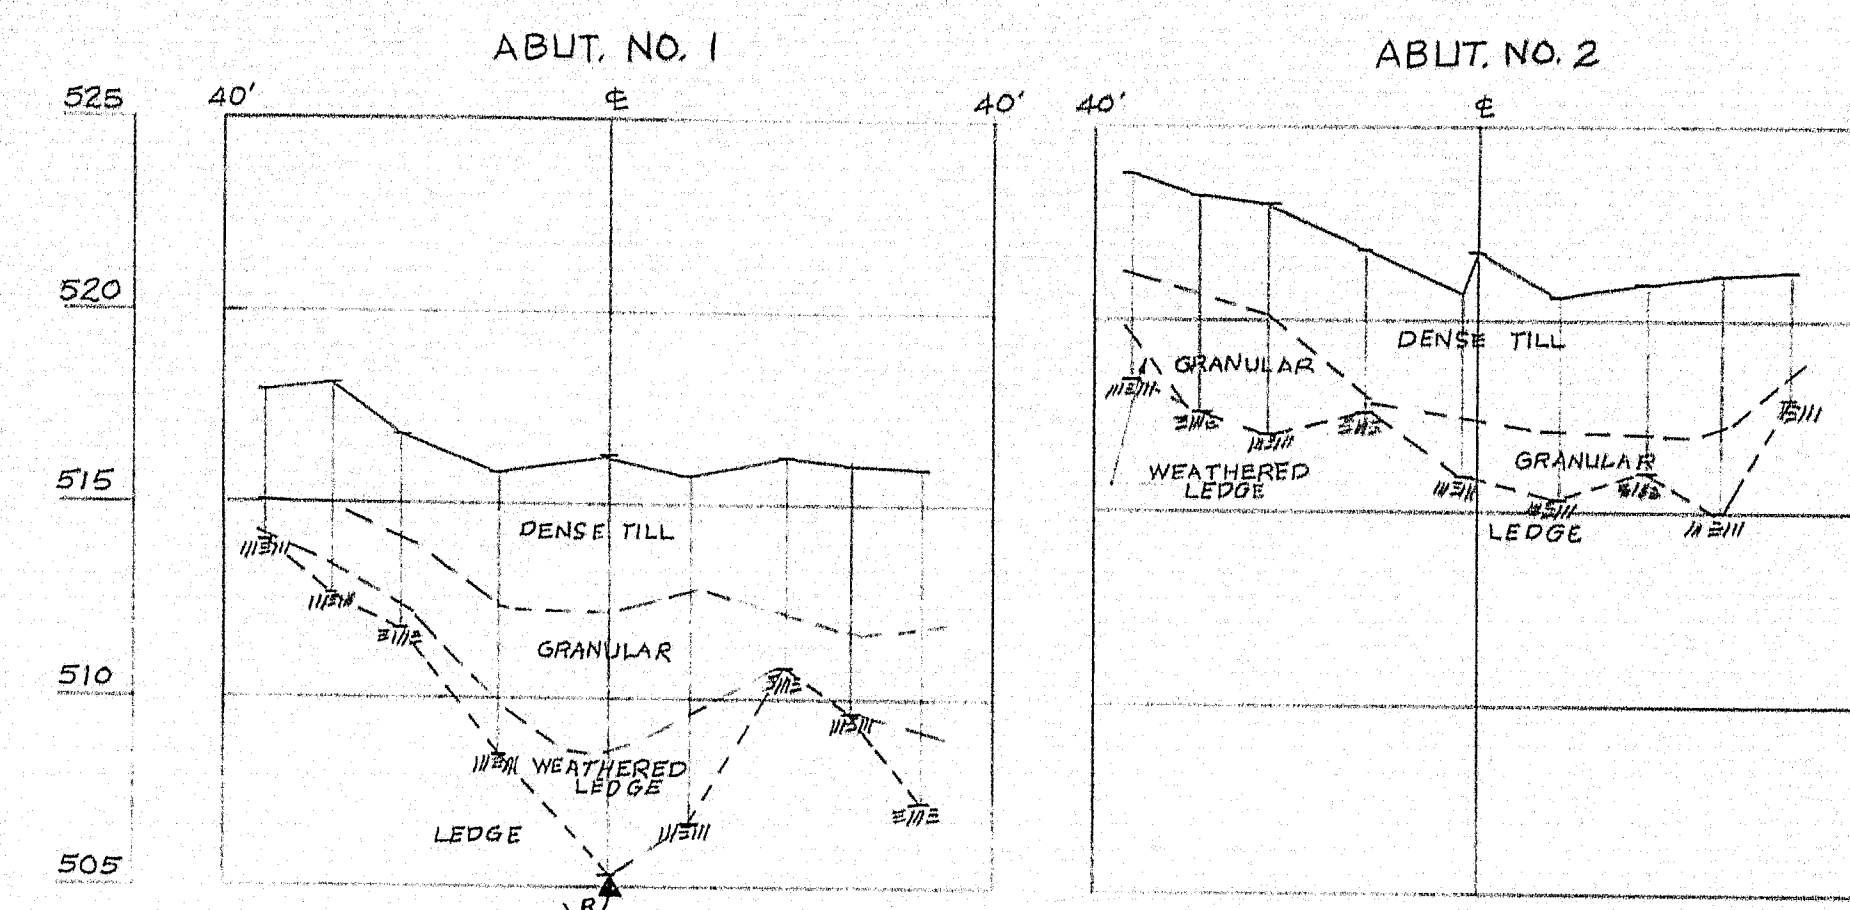 ABUT. NO. 1
ABUT. NO. 2
525
40'
℄
40'
40'
℄
520
DENSE TILL
GRANULAR
515
GRANULAR
WEATHERED
LEDGE
DENSE TILL
LEDGE
GRANULAR
510
WEATHERED
LEDGE
LEDGE
505
R